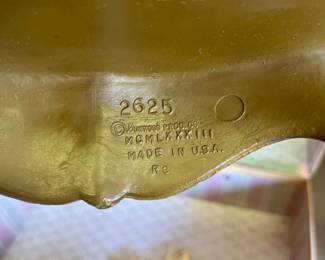 2625
© BURWOOD PROD. CO.
MCMLXXXIII
MADE IN U.S.A.